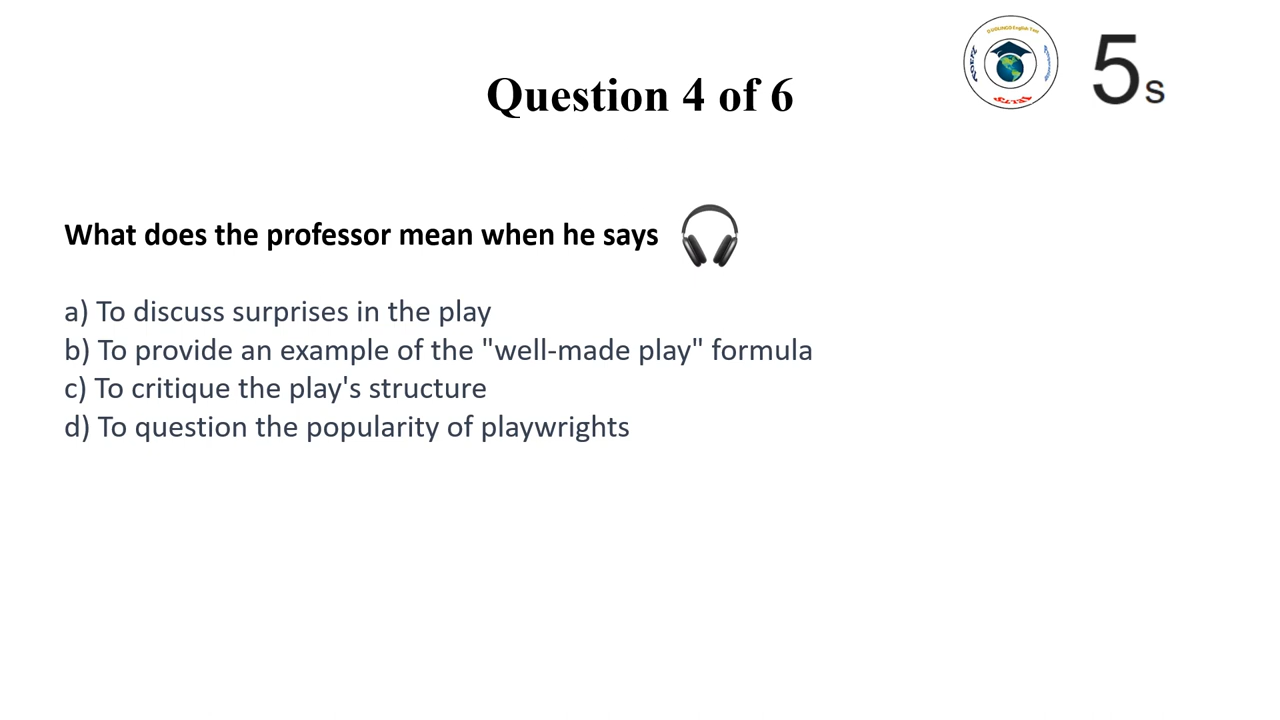 Question 4 of 6
5s
What does the professor mean when he says
a) To discuss surprises in the play
b) To provide an example of the "well-made play" formula
c) To critique the play's structure
d) To question the popularity of playwrights